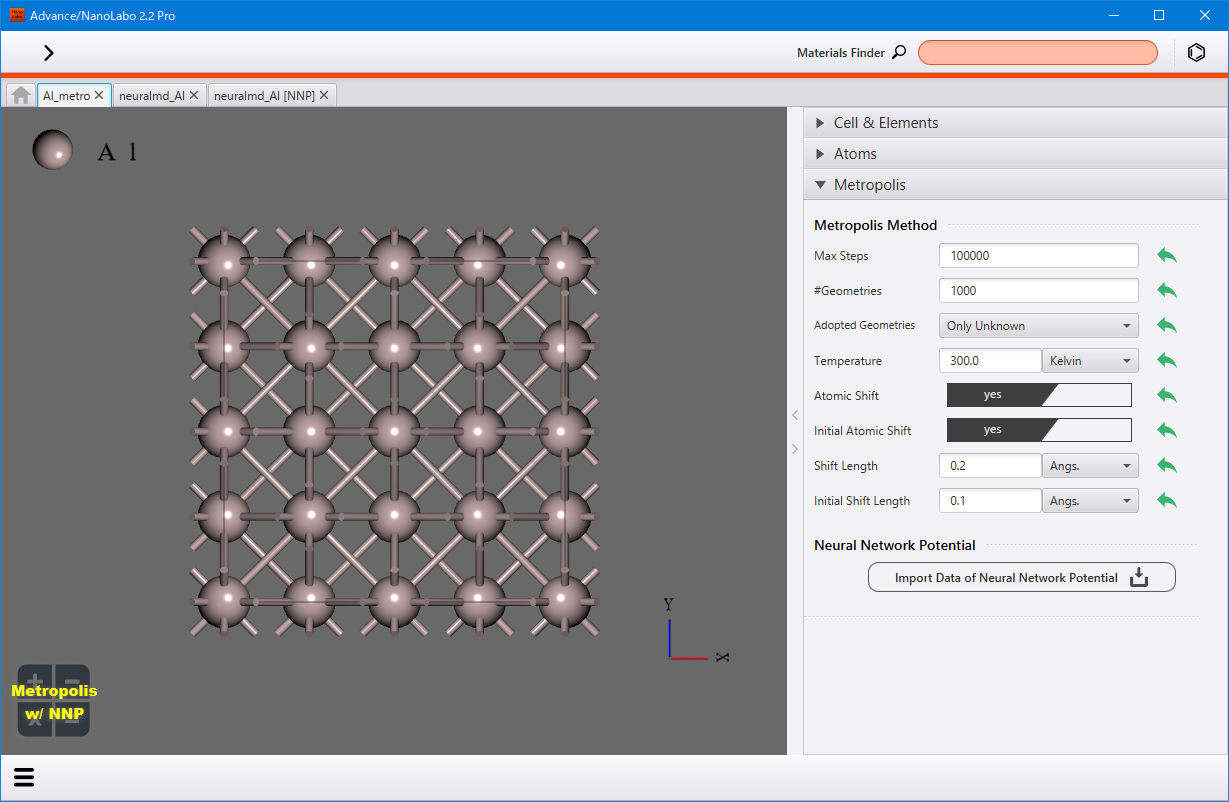 Advance/NanoLabo 2.2 Pro
Materials Finder
Al_metro
neuralmd_Al
neuralmd_Al [NNP]
A l
Cell & Elements
Atoms
Metropolis
Metropolis Method
Max Steps 100000
#Geometries 1000
Adopted Geometries Only Unknown
Temperature 300.0 Kelvin
Atomic Shift yes
Initial Atomic Shift yes
Shift Length 0.2 Angs.
Initial Shift Length 0.1 Angs.
Neural Network Potential
Import Data of Neural Network Potential
Y
X
Metropolis
w/ NNP